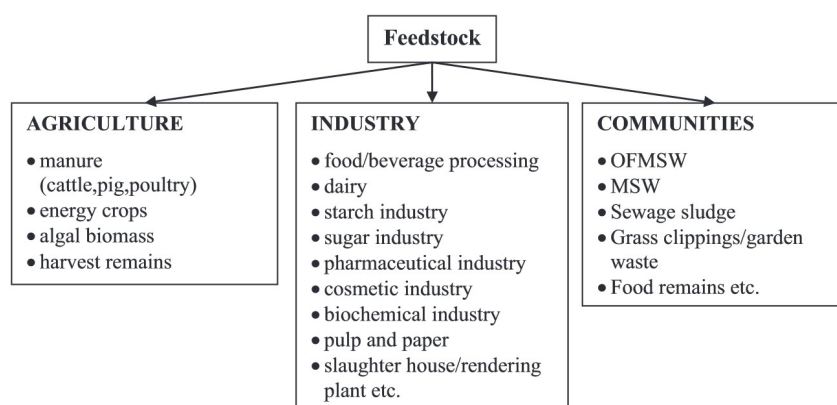 Feedstock
AGRICULTURE
• manure
(cattle,pig,poultry)
• energy crops
• algal biomass
• harvest remains
INDUSTRY
• food/beverage processing
• dairy
• starch industry
• sugar industry
• pharmaceutical industry
• cosmetic industry
• biochemical industry
• pulp and paper
• slaughter house/rendering
plant etc.
COMMUNITIES
• OFMSW
• MSW
• Sewage sludge
• Grass clippings/garden
waste
• Food remains etc.